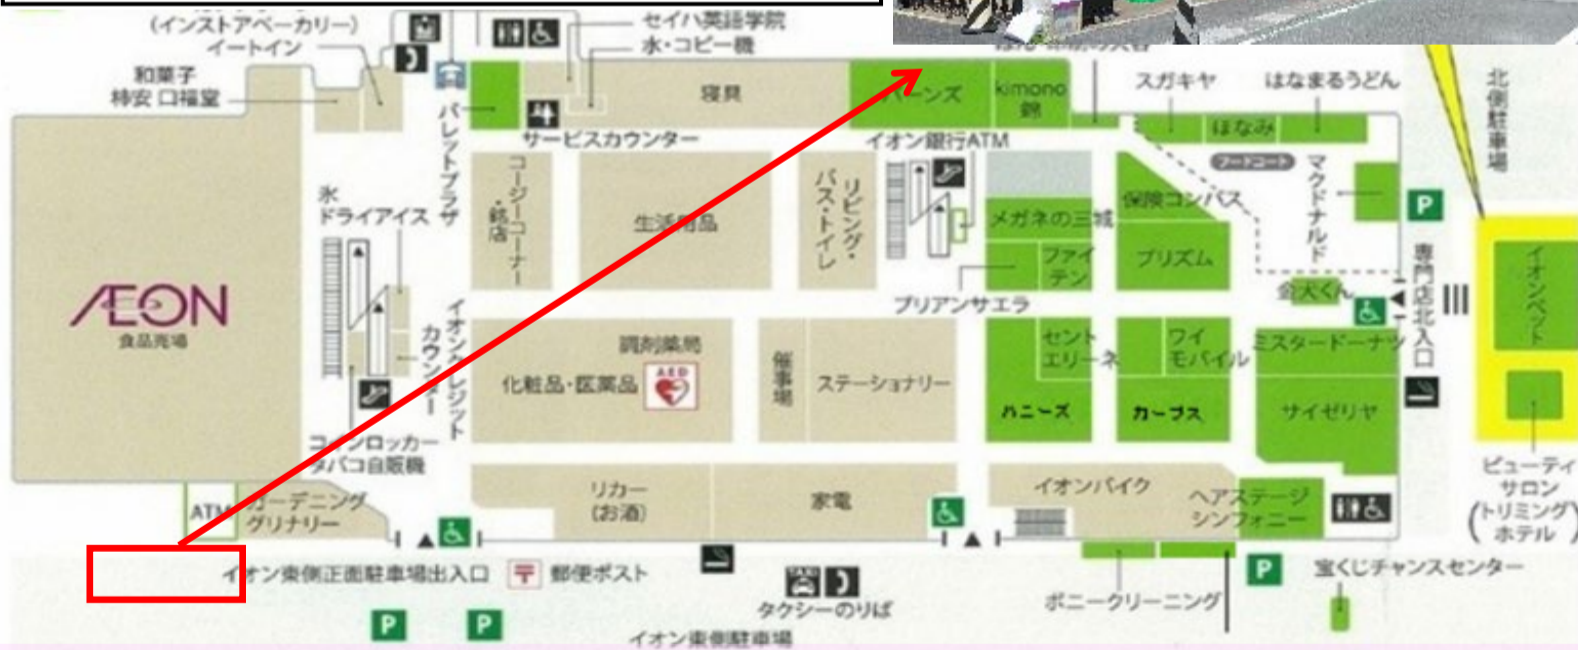 (インストアベーカリー)
イートイン
和菓子
柿安 口福堂
セイハ英語学院
水・コピー機
パレットプラザ
サービスカウンター
寝具
バーンズ
kimono
錦
イオン銀行ATM
スガキヤ
ほなみ
はなまるうどん
フードコート
マクドナルド
北側駐車場
P
氷
ドライアイス
コージーコーナー
・銘店
生活用品
リビング・
バス・トイレ
メガネの三城
保険コンパス
ファイ
テン
プリズム
ブリアンサエラ
金犬くん
専門店北入口
イオンペット
ÆON
食品売場
イオンクレジット
カウンター
調剤薬局
化粧品・医薬品
AED
催事場
ステーショナリー
セント
エリーネ
ワイ
モバイル
ミスタードーナツ
ハニーズ
カーブス
サイゼリヤ
コインロッカー
タバコ自販機
ATM
ガーデニング
グリナリー
リカー
(お酒)
家電
イオンバイク
ヘアステージ
シンフォニー
ビューティ
サロン
(トリミング)
ホテル
イオン東側正面駐車場出入口
〒 郵便ポスト
TAXI
タクシーのりば
ポニークリーニング
P
宝くじチャンスセンター
P
P
イオン東側駐車場